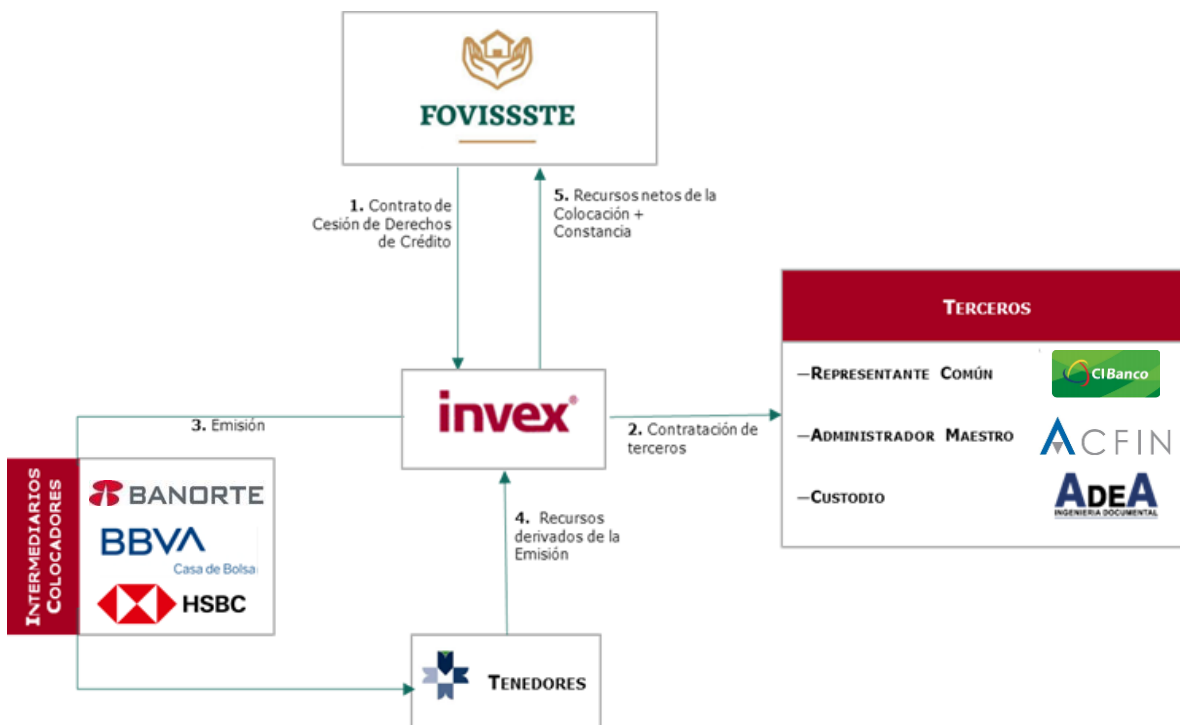 FOVISSSTE
1. Contrato de
Cesión de Derechos
de Crédito
5. Recursos netos de la
Colocación +
Constancia
TERCEROS
—REPRESENTANTE COMÚN
CIBanco
—ADMINISTRADOR MAESTRO
ACFIN
—CUSTODIO
ADEA
INGENIERIA DOCUMENTAL
invex®
2. Contratación de
terceros
3. Emisión
INTERMEDIARIOS
COLOCADORES
BANORTE
BBVA
Casa de Bolsa
HSBC
4. Recursos
derivados de la
Emisión
TENEDORES